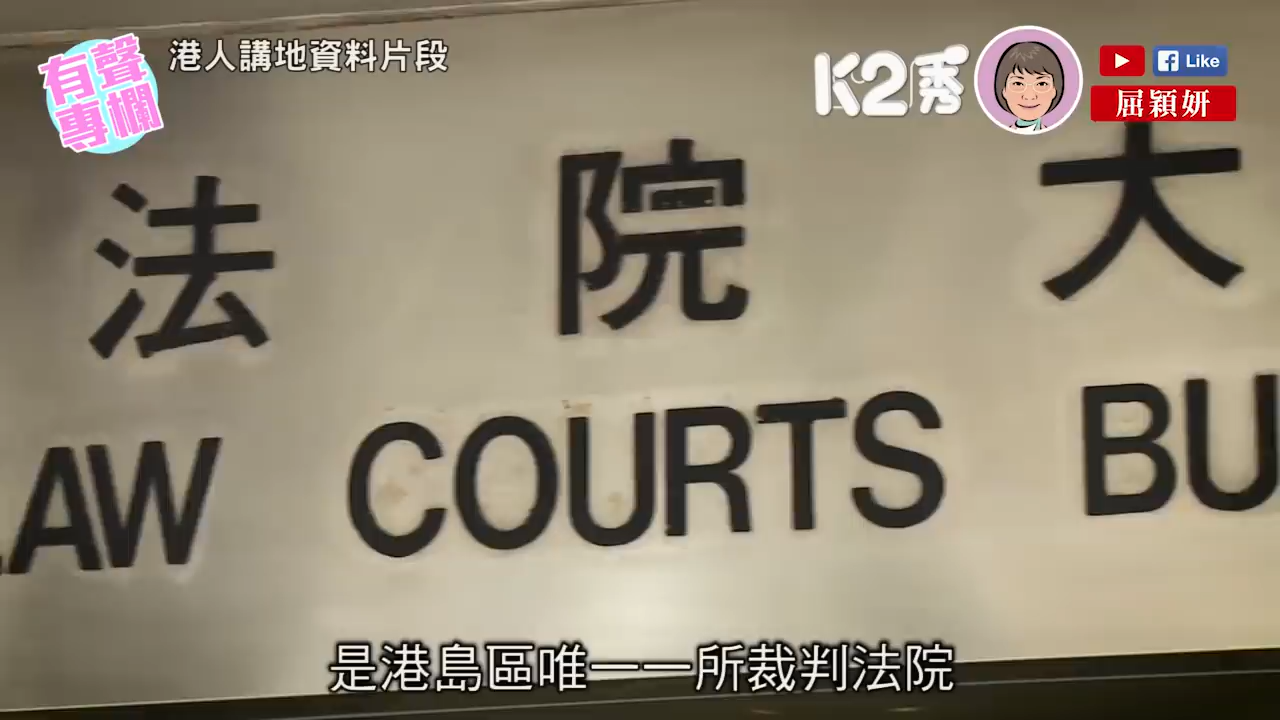 有聲
專欄
港人講地資料片段
K2秀
Like
屈穎妍
法院大
LAW COURTS BU
是港島區唯一一所裁判法院